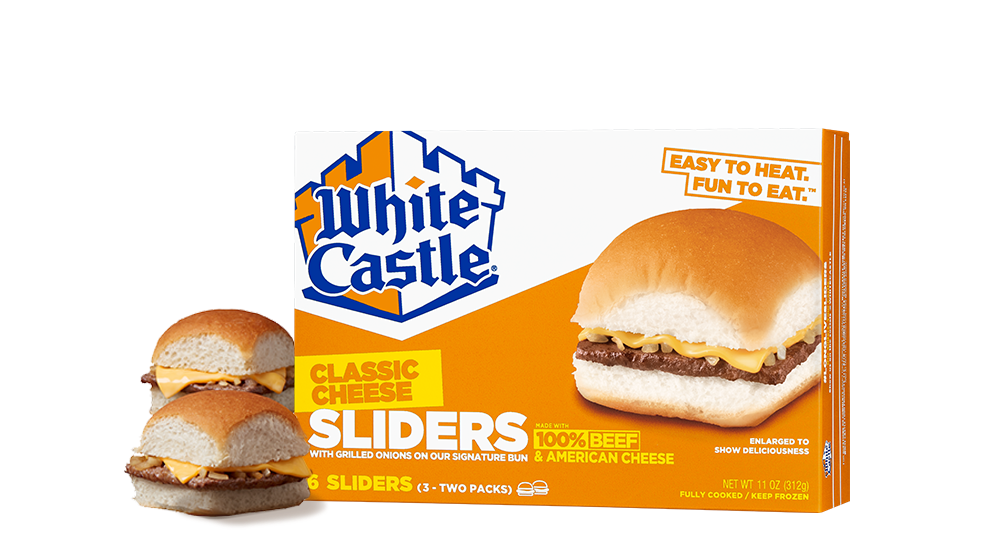 EASY TO HEAT.
FUN TO EAT.™
White
Castle®
CLASSIC
CHEESE
SLIDERS
WITH GRILLED ONIONS ON OUR SIGNATURE BUN
MADE WITH
100% BEEF
& AMERICAN CHEESE
6 SLIDERS (3 - TWO PACKS)
ENLARGED TO
SHOW DELICIOUSNESS
NET WT 11 OZ (312g)
FULLY COOKED / KEEP FROZEN